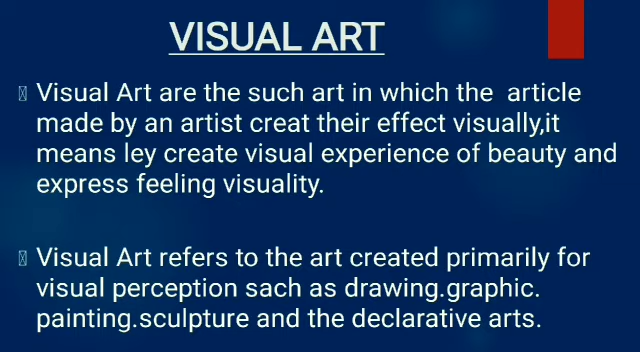 VISUAL ART
Visual Art are the such art in which the article
made by an artist creat their effect visually,it
means ley create visual experience of beauty and
express feeling visuality.
Visual Art refers to the art created primarily for
visual perception sach as drawing.graphic.
painting.sculpture and the declarative arts.